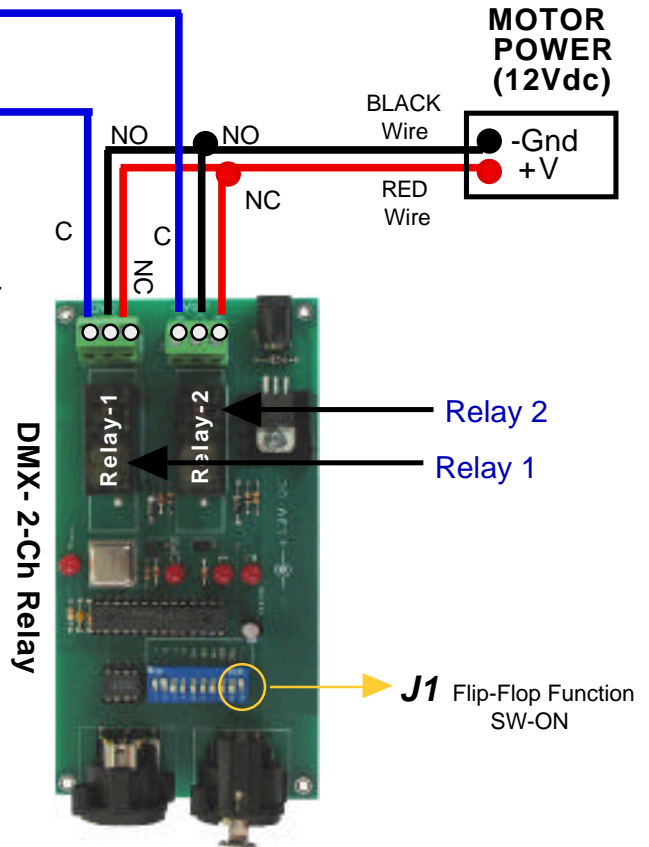 MOTOR
POWER
(12Vdc)
BLACK
Wire
-Gnd
+V
NO
NO
RED
Wire
NC
C
C
NC
Relay-1
Relay-2
Relay 2
Relay 1
DMX- 2-Ch Relay
J1 Flip-Flop Function
SW-ON